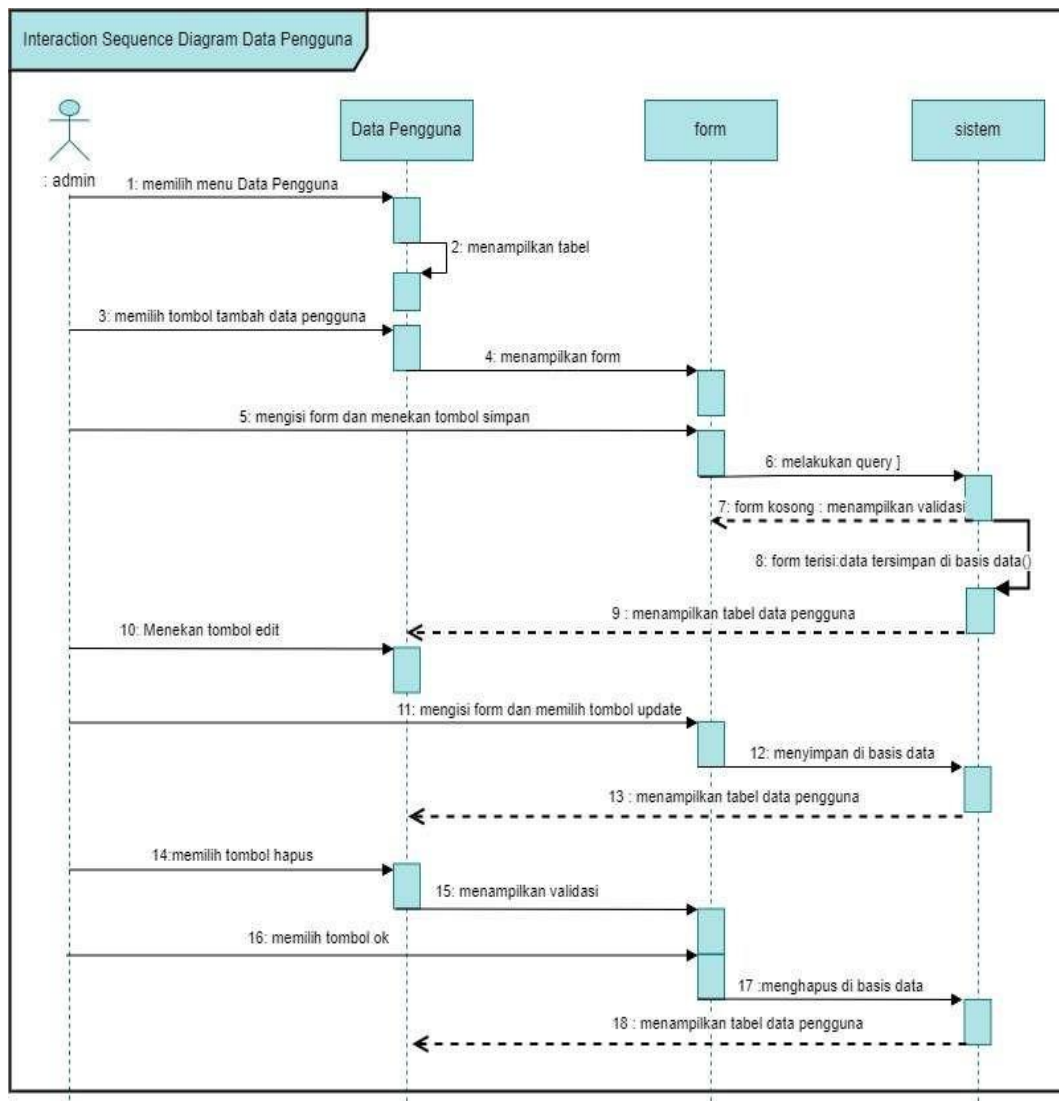 Interaction Sequence Diagram Data Pengguna
Data Pengguna
form
sistem
: admin
1: memilih menu Data Pengguna
2: menampilkan tabel
3: memilih tombol tambah data pengguna
4: menampilkan form
5: mengisi form dan menekan tombol simpan
6: melakukan query ]
7: form kosong : menampilkan validasi
8: form terisi:data tersimpan di basis data()
9 : menampilkan tabel data pengguna
10: Menekan tombol edit
11: mengisi form dan memilih tombol update
12: menyimpan di basis data
13 : menampilkan tabel data pengguna
14:memilih tombol hapus
15: menampilkan validasi
16: memilih tombol ok
17 :menghapus di basis data
18 : menampilkan tabel data pengguna